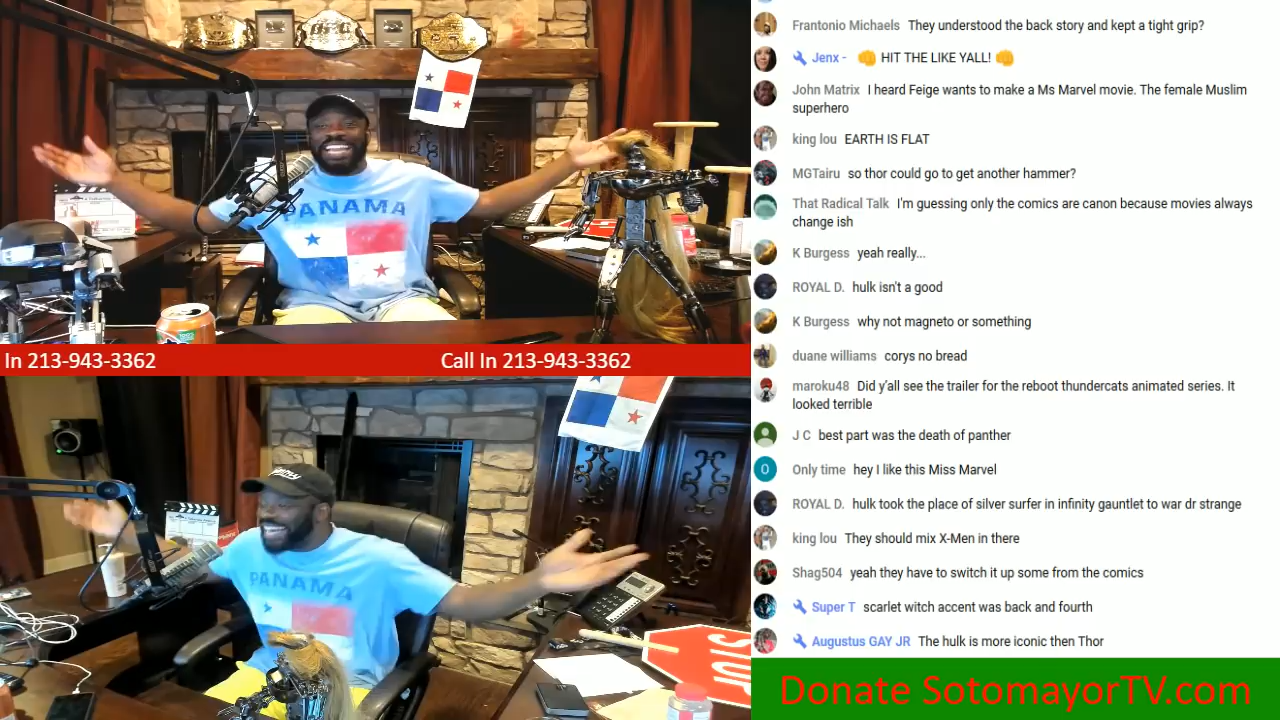 PANAMA
In 213-943-3362
Call In 213-943-3362
PANAMA
STOP
Frantonio Michaels They understood the back story and kept a tight grip?
Jenx - 👊 HIT THE LIKE YALL! 👊
John Matrix I heard Feige wants to make a Ms Marvel movie. The female Muslim
superhero
king lou EARTH IS FLAT
MGTairu so thor could go to get another hammer?
That Radical Talk I'm guessing only the comics are canon because movies always
change ish
K Burgess yeah really...
ROYAL D. hulk isn't a good
K Burgess why not magneto or something
duane williams corys no bread
maroku48 Did y'all see the trailer for the reboot thundercats animated series. It
looked terrible
J C best part was the death of panther
O
Only time hey I like this Miss Marvel
ROYAL D. hulk took the place of silver surfer in infinity gauntlet to war dr strange
king lou They should mix X-Men in there
Shag504 yeah they have to switch it up some from the comics
Super T scarlet witch accent was back and fourth
Augustus GAY JR The hulk is more iconic then Thor
Donate SotomayorTV.com